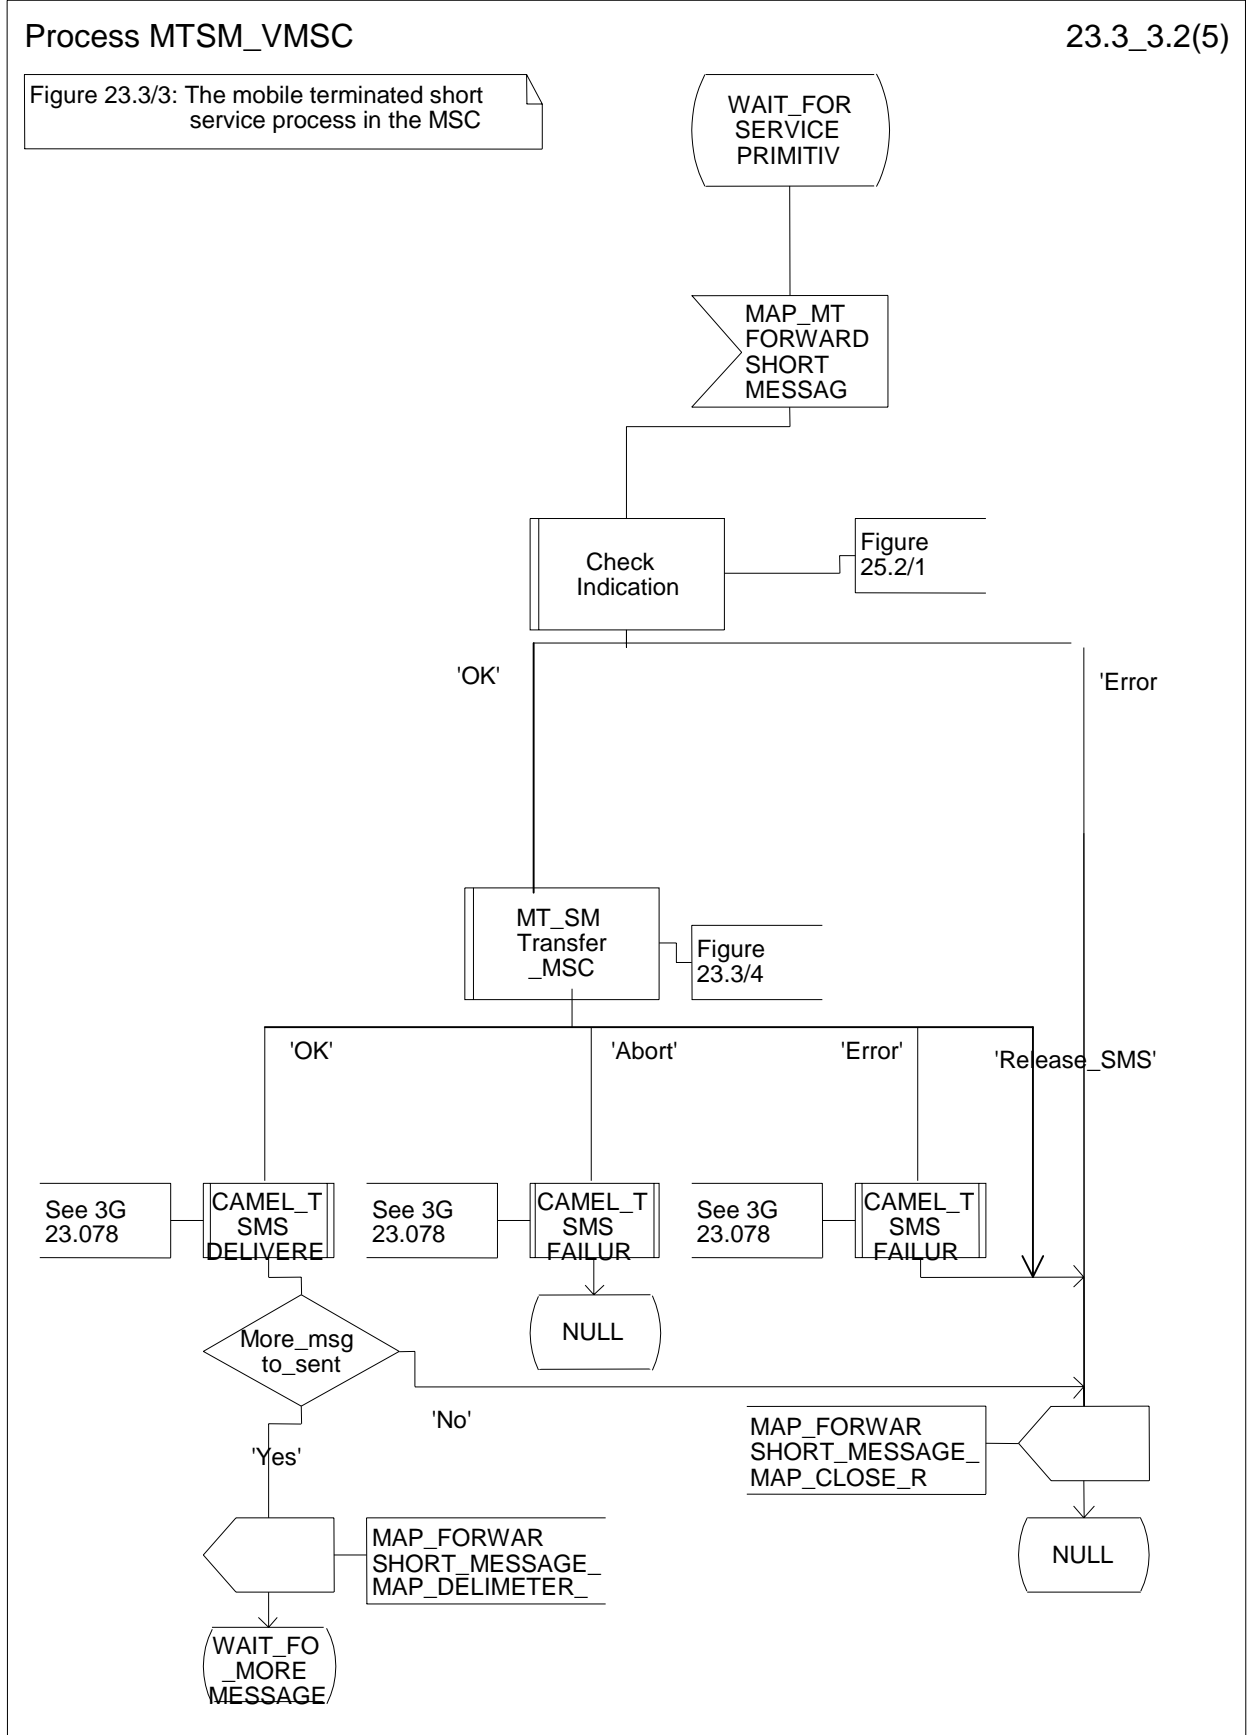 Process MTSM_VMSC
23.3_3.2(5)
Figure 23.3/3: The mobile terminated short
service process in the MSC
WAIT_FOR
SERVICE
PRIMITIV
MAP_MT
FORWARD
SHORT
MESSAG
Check
Indication
Figure
25.2/1
'OK'
'Error
MT_SM
Transfer
_MSC
Figure
23.3/4
'OK'
'Abort'
'Error'
'Release_SMS'
See 3G
23.078
CAMEL_T
SMS
DELIVERE
See 3G
23.078
CAMEL_T
SMS
FAILUR
See 3G
23.078
CAMEL_T
SMS
FAILUR
NULL
More_msg
to_sent
'No'
'Yes'
MAP_FORWAR
SHORT_MESSAGE_
MAP_CLOSE_R
NULL
MAP_FORWAR
SHORT_MESSAGE_
MAP_DELIMETER_
WAIT_FO
_MORE
MESSAGE